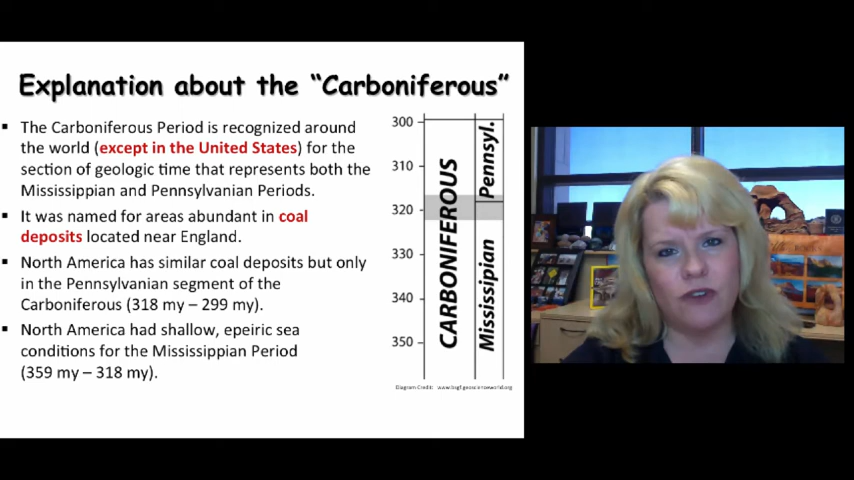 Explanation about the “Carboniferous”
The Carboniferous Period is recognized around
the world (except in the United States) for the
section of geologic time that represents both the
Mississippian and Pennsylvanian Periods.
It was named for areas abundant in coal
deposits located near England.
North America has similar coal deposits but only
in the Pennsylvanian segment of the
Carboniferous (318 my – 299 my).
North America had shallow, epeiric sea
conditions for the Mississippian Period
(359 my – 318 my).
300
310
320
330
340
350
CARBONIFEROUS
Pennsyl.
Mississipian
Diagram Credit: www.bsgf.geoscienceworld.org